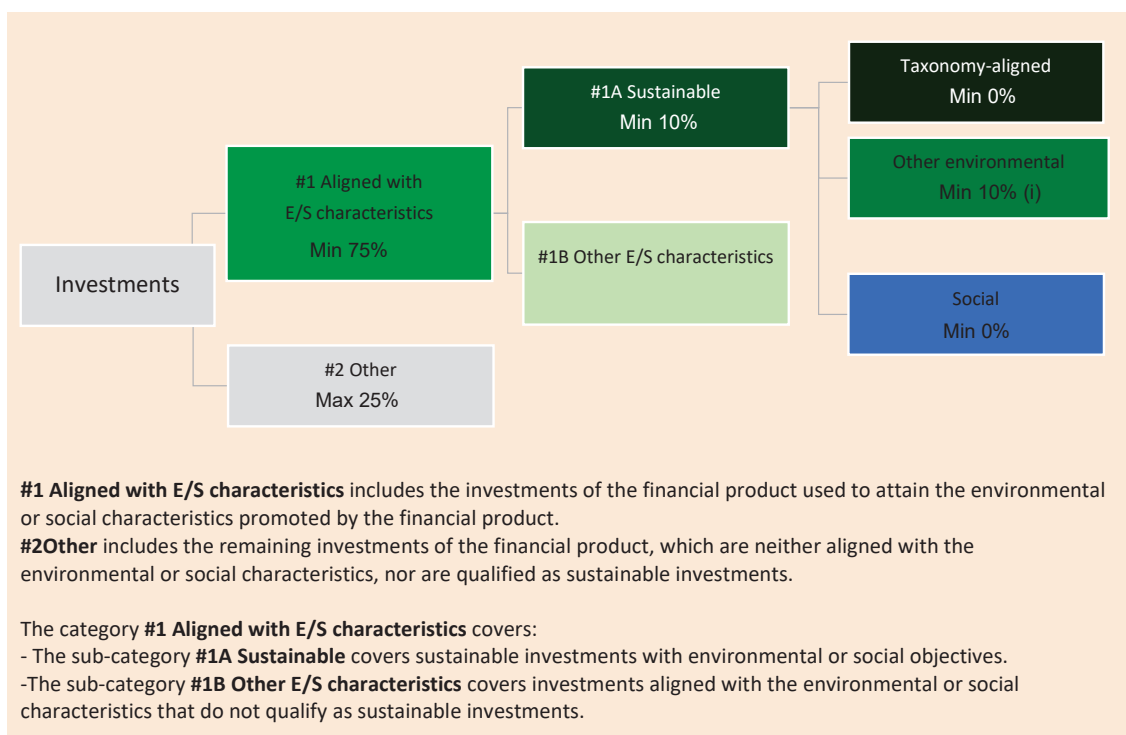 Investments
#1 Aligned with
E/S characteristics
Min 75%
#2 Other
Max 25%
#1A Sustainable
Min 10%
#1B Other E/S characteristics
Taxonomy-aligned
Min 0%
Other environmental
Min 10% (i)
Social
Min 0%
#1 Aligned with E/S characteristics includes the investments of the financial product used to attain the environmental
or social characteristics promoted by the financial product.
#2Other includes the remaining investments of the financial product, which are neither aligned with the
environmental or social characteristics, nor are qualified as sustainable investments.
The category #1 Aligned with E/S characteristics covers:
- The sub-category #1A Sustainable covers sustainable investments with environmental or social objectives.
-The sub-category #1B Other E/S characteristics covers investments aligned with the environmental or social
characteristics that do not qualify as sustainable investments.